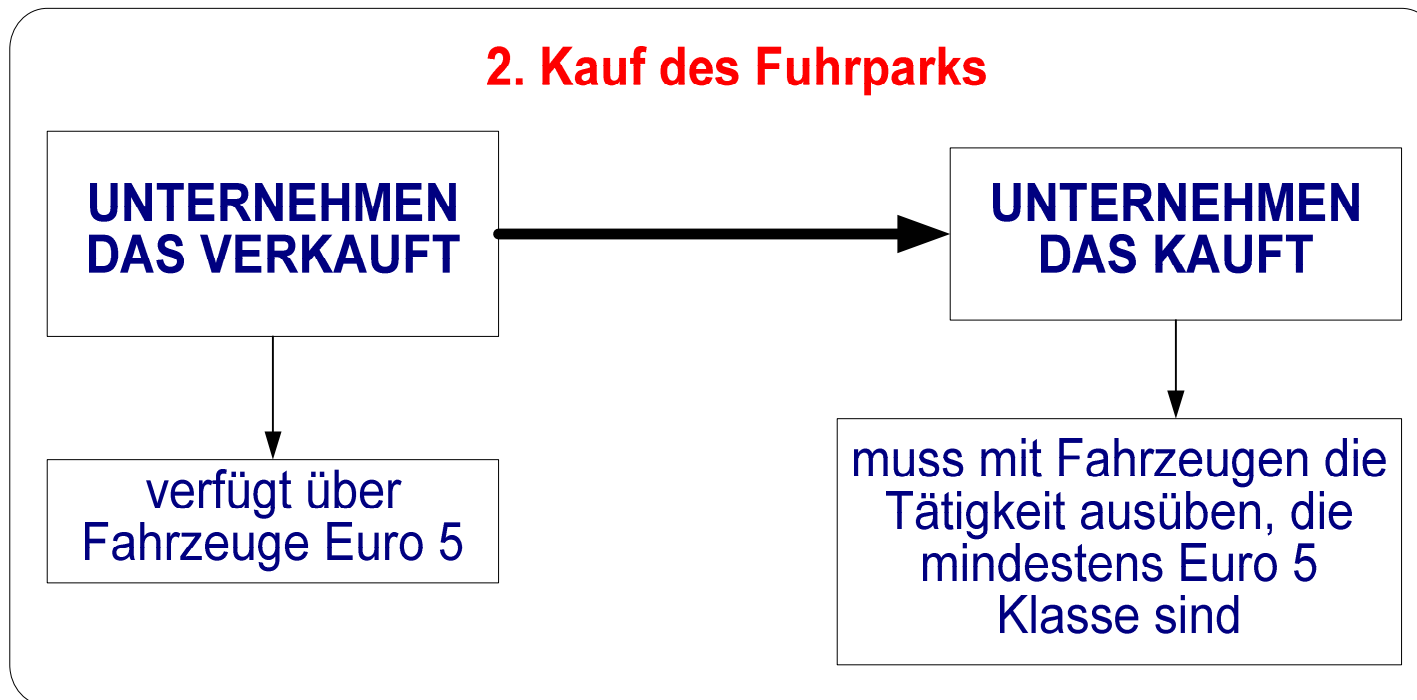 2. Kauf des Fuhrparks
UNTERNEHMEN
DAS VERKAUFT
UNTERNEHMEN
DAS KAUFT
verfügt über
Fahrzeuge Euro 5
muss mit Fahrzeugen die
Tätigkeit ausüben, die
mindestens Euro 5
Klasse sind